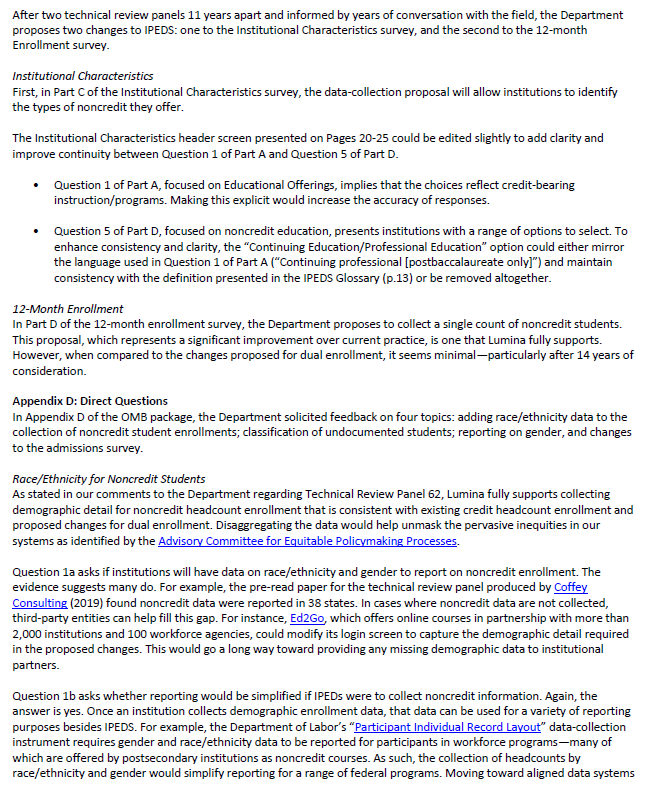 After two technical review panels 11 years apart and informed by years of conversation with the field, the Department
proposes two changes to IPEDS: one to the Institutional Characteristics survey, and the second to the 12-month
Enrollment survey.
Institutional Characteristics
First, in Part C of the Institutional Characteristics survey, the data-collection proposal will allow institutions to identify
the types of noncredit they offer.
The Institutional Characteristics header screen presented on Pages 20-25 could be edited slightly to add clarity and
improve continuity between Question 1 of Part A and Question 5 of Part D.
• Question 1 of Part A, focused on Educational Offerings, implies that the choices reflect credit-bearing
instruction/programs. Making this explicit would increase the accuracy of responses.
• Question 5 of Part D, focused on noncredit education, presents institutions with a range of options to select. To
enhance consistency and clarity, the “Continuing Education/Professional Education” option could either mirror
the language used in Question 1 of Part A (“Continuing professional [postbaccalaureate only]”) and maintain
consistency with the definition presented in the IPEDS Glossary (p.13) or be removed altogether.
12-Month Enrollment
In Part D of the 12-month enrollment survey, the Department proposes to collect a single count of noncredit students.
This proposal, which represents a significant improvement over current practice, is one that Lumina fully supports.
However, when compared to the changes proposed for dual enrollment, it seems minimal—particularly after 14 years of
consideration.
Appendix D: Direct Questions
In Appendix D of the OMB package, the Department solicited feedback on four topics: adding race/ethnicity data to the
collection of noncredit student enrollments; classification of undocumented students; reporting on gender, and changes
to the admissions survey.
Race/Ethnicity for Noncredit Students
As stated in our comments to the Department regarding Technical Review Panel 62, Lumina fully supports collecting
demographic detail for noncredit headcount enrollment that is consistent with existing credit headcount enrollment and
proposed changes for dual enrollment. Disaggregating the data would help unmask the pervasive inequities in our
systems as identified by the Advisory Committee for Equitable Policymaking Processes.
Question 1a asks if institutions will have data on race/ethnicity and gender to report on noncredit enrollment. The
evidence suggests many do. For example, the pre-read paper for the technical review panel produced by Coffey
Consulting (2019) found noncredit data were reported in 38 states. In cases where noncredit data are not collected,
third-party entities can help fill this gap. For instance, Ed2Go, which offers online courses in partnership with more than
2,000 institutions and 100 workforce agencies, could modify its login screen to capture the demographic detail required
in the proposed changes. This would go a long way toward providing any missing demographic data to institutional
partners.
Question 1b asks whether reporting would be simplified if IPEDs were to collect noncredit information. Again, the
answer is yes. Once an institution collects demographic enrollment data, that data can be used for a variety of reporting
purposes besides IPEDS. For example, the Department of Labor’s “Participant Individual Record Layout” data-collection
instrument requires gender and race/ethnicity data to be reported for participants in workforce programs—many of
which are offered by postsecondary institutions as noncredit courses. As such, the collection of headcounts by
race/ethnicity and gender would simplify reporting for a range of federal programs. Moving toward aligned data systems